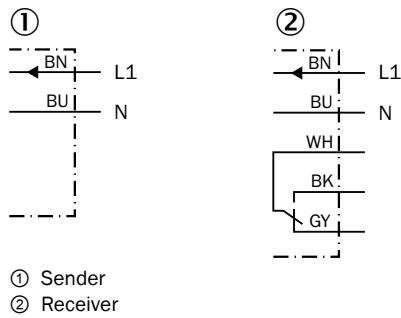 ① ②
BN L1 BN L1
BU N BU N
WH
BK
GY
① Sender
② Receiver